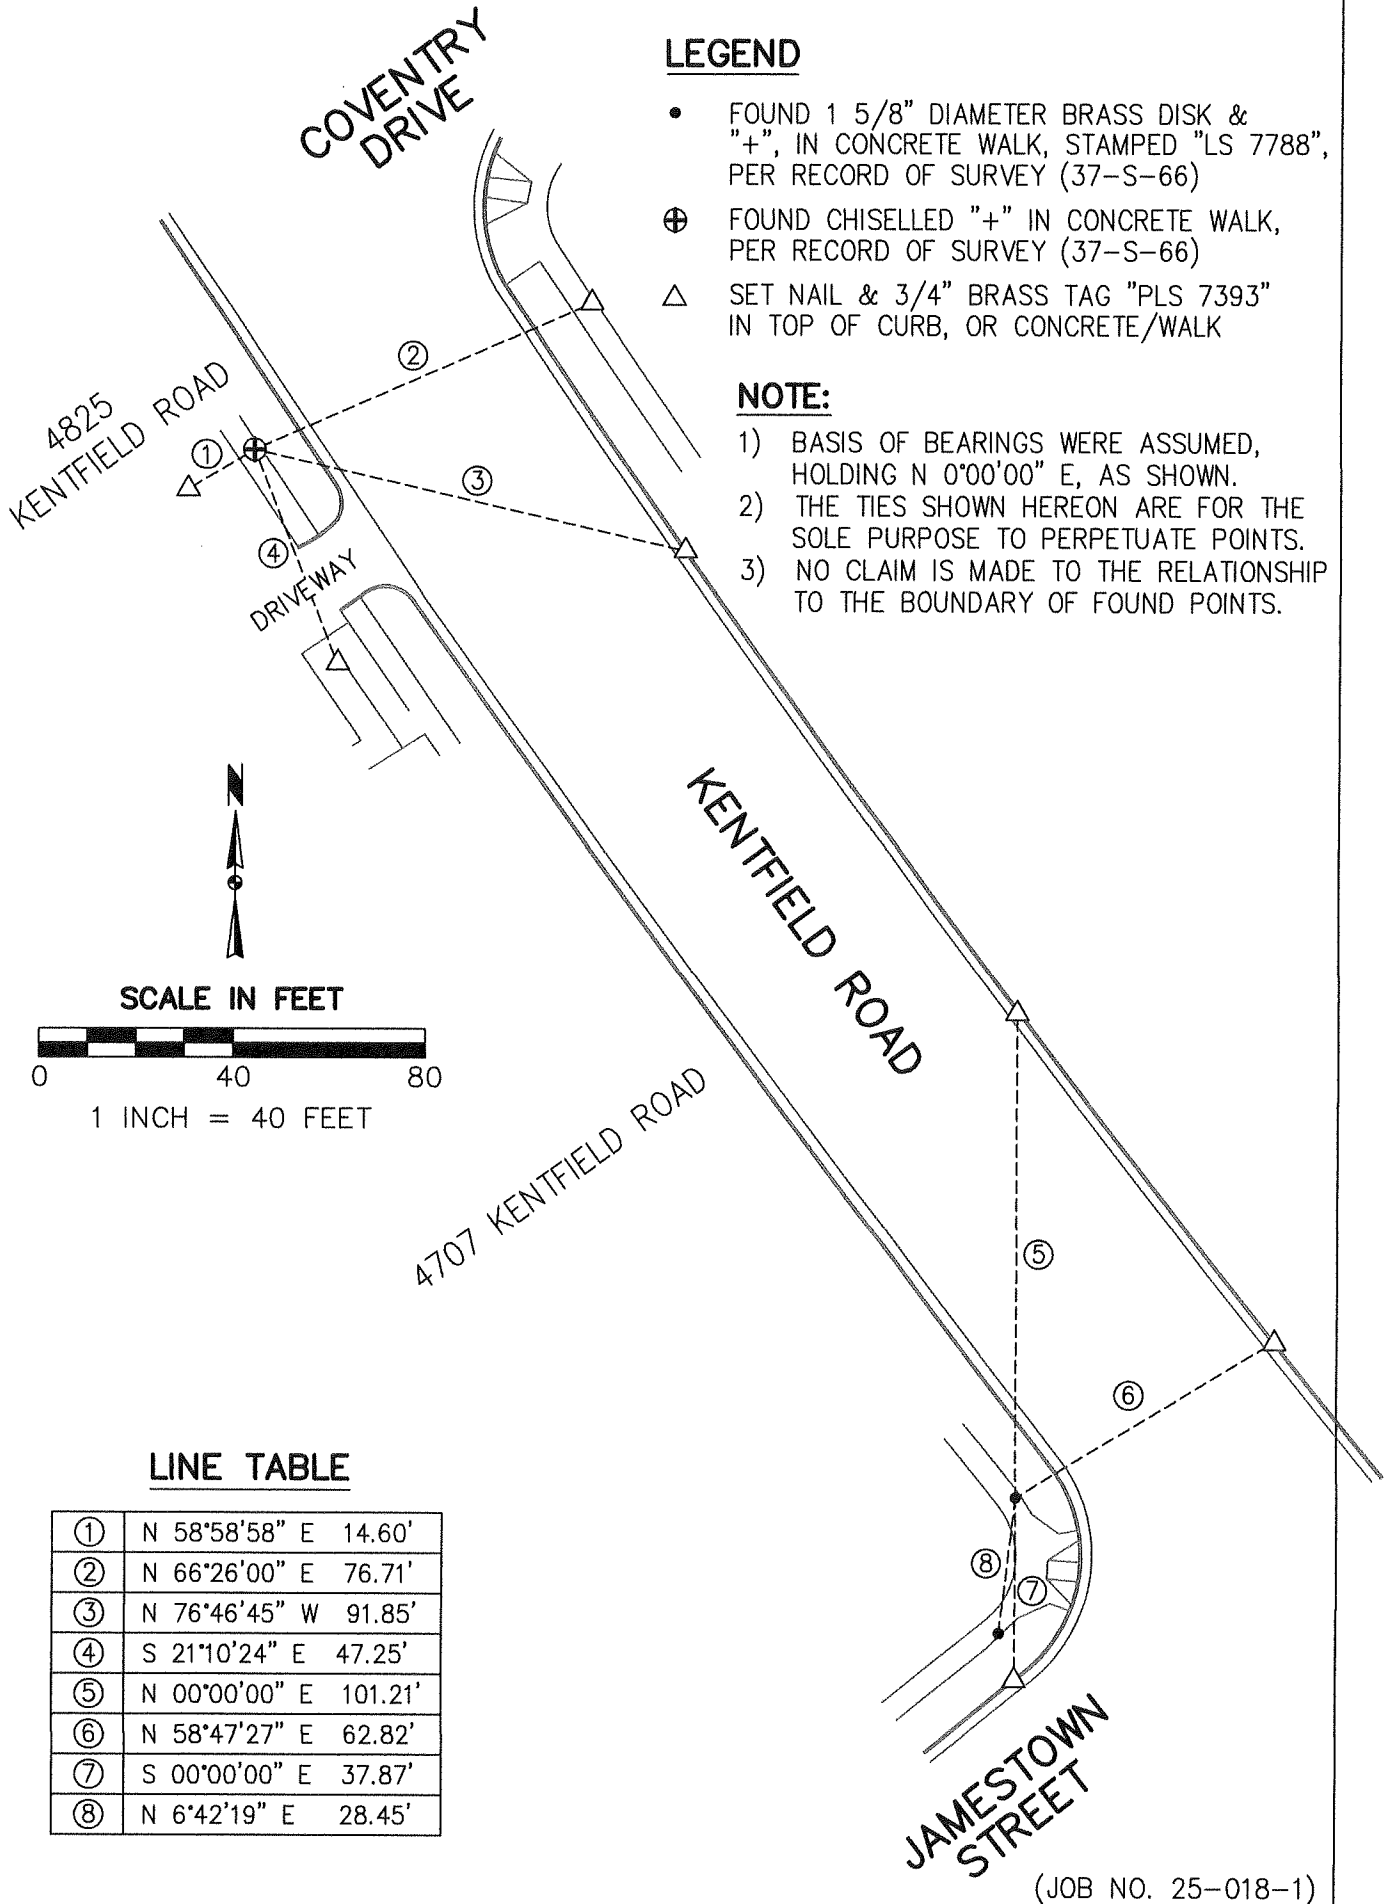 COVENTRY
DRIVE
LEGEND
FOUND 1 5/8" DIAMETER BRASS DISK &
"+", IN CONCRETE WALK, STAMPED "LS 7788",
PER RECORD OF SURVEY (37-S-66)
FOUND CHISELLED "+" IN CONCRETE WALK,
PER RECORD OF SURVEY (37-S-66)
SET NAIL & 3/4" BRASS TAG "PLS 7393"
IN TOP OF CURB, OR CONCRETE/WALK
NOTE:
1) BASIS OF BEARINGS WERE ASSUMED,
HOLDING N 0°00'00" E, AS SHOWN.
2) THE TIES SHOWN HEREON ARE FOR THE
SOLE PURPOSE TO PERPETUATE POINTS.
3) NO CLAIM IS MADE TO THE RELATIONSHIP
TO THE BOUNDARY OF FOUND POINTS.
4825
KENTFIELD ROAD
1
2
3
4
DRIVEWAY
N
SCALE IN FEET
0 40 80
1 INCH = 40 FEET
KENTFIELD ROAD
4707 KENTFIELD ROAD
5
6
8
7
LINE TABLE
1 N 58°58'58" E 14.60'
2 N 66°26'00" E 76.71'
3 N 76°46'45" W 91.85'
4 S 21°10'24" E 47.25'
5 N 00°00'00" E 101.21'
6 N 58°47'27" E 62.82'
7 S 00°00'00" E 37.87'
8 N 6°42'19" E 28.45'
JAMESTOWN
STREET
(JOB NO. 25-018-1)